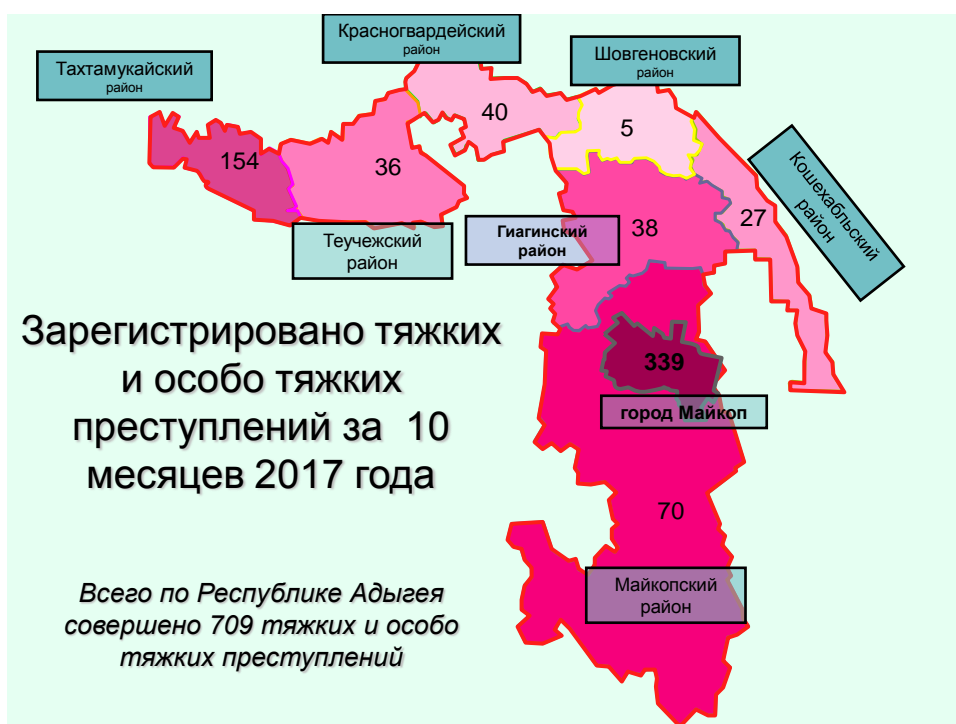 Красногвардейский
район
Шовгеновский
район
Тахтамукайский
район
40
5
154
36
Кошехабльский
район
27
38
Теучежский
район
Гиагинский
район
Зарегистрировано тяжких
и особо тяжких
преступлений за 10
месяцев 2017 года
339
город Майкоп
70
Майкопский
район
Всего по Республике Адыгея
совершено 709 тяжких и особо
тяжких преступлений